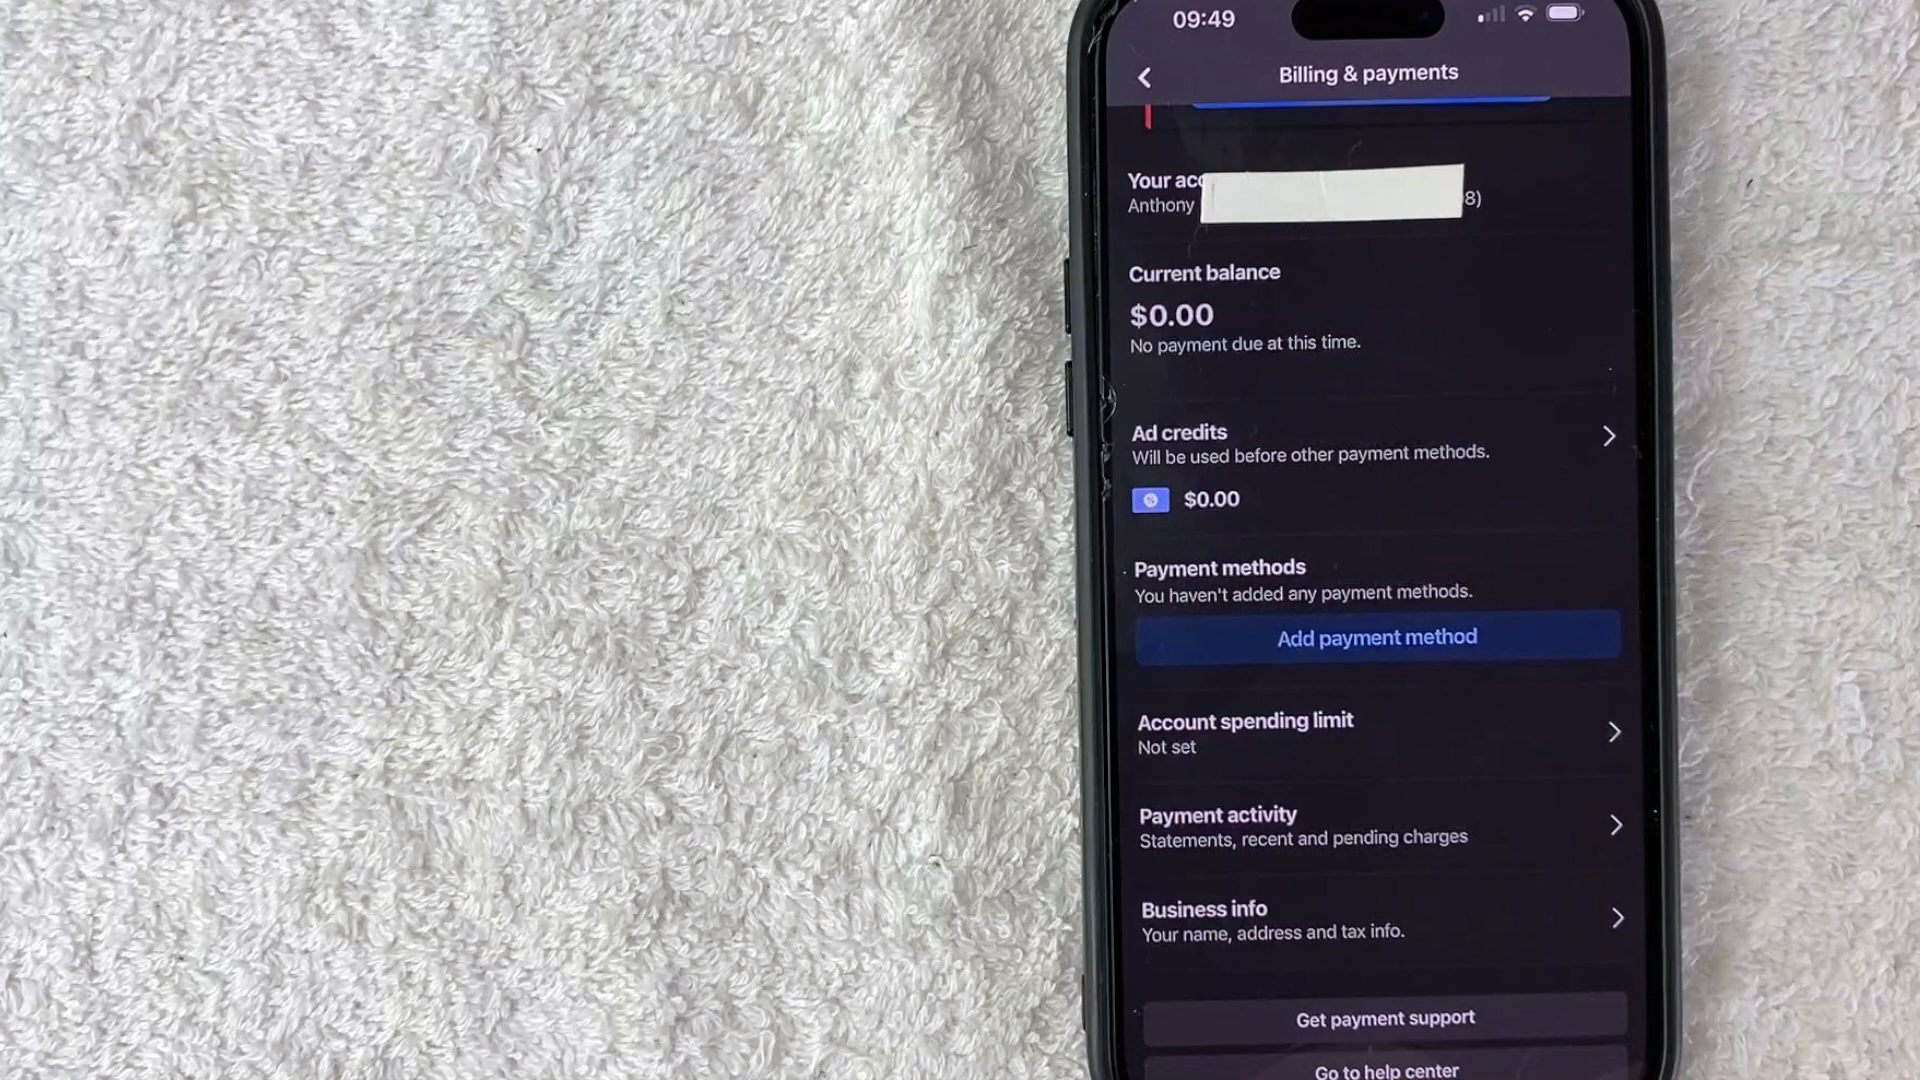 09:49
Billing & payments
Your acc
Anthony 8)
Current balance
$0.00
No payment due at this time.
Ad credits
Will be used before other payment methods.
$0.00
Payment methods
You haven't added any payment methods.
Add payment method
Account spending limit
Not set
Payment activity
Statements, recent and pending charges
Business info
Your name, address and tax info.
Get payment support
Go to help center